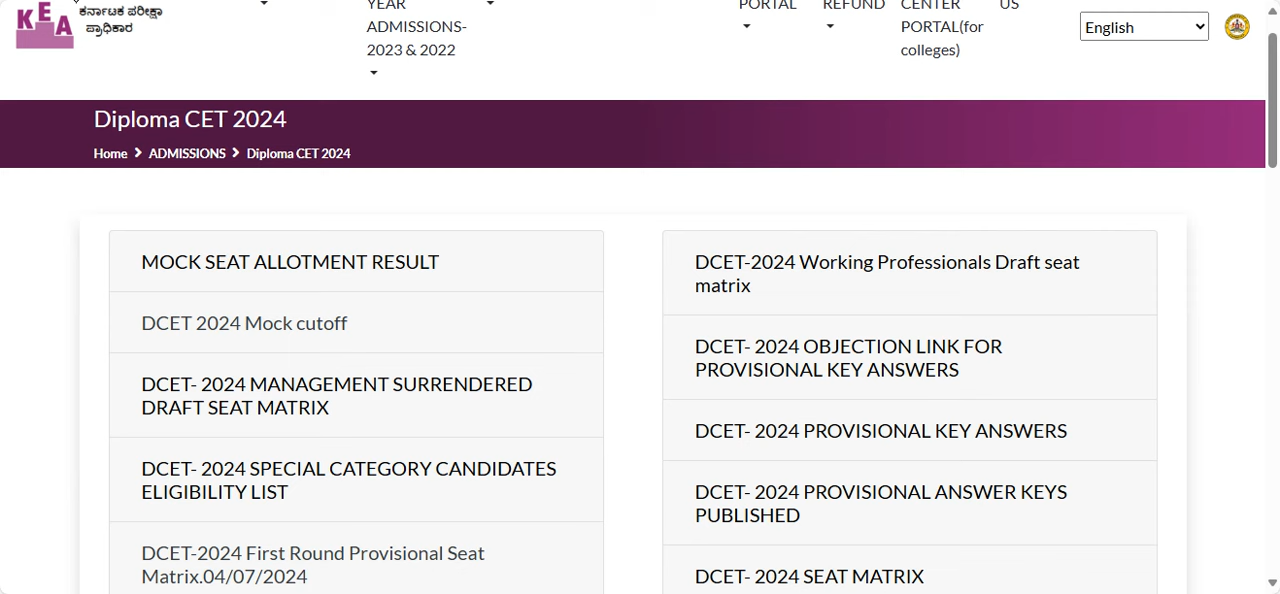 KEA
ಕರ್ನಾಟಕ ಪರೀಕ್ಷಾ
ಪ್ರಾಧಿಕಾರ
YEAR
ADMISSIONS-
2023 & 2022
PORTAL
REFUND
CENTER
PORTAL(for
colleges)
US
English
Diploma CET 2024
Home > ADMISSIONS > Diploma CET 2024
MOCK SEAT ALLOTMENT RESULT
DCET 2024 Mock cutoff
DCET- 2024 MANAGEMENT SURRENDERED
DRAFT SEAT MATRIX
DCET- 2024 SPECIAL CATEGORY CANDIDATES
ELIGIBILITY LIST
DCET-2024 First Round Provisional Seat
Matrix.04/07/2024
DCET-2024 Working Professionals Draft seat
matrix
DCET- 2024 OBJECTION LINK FOR
PROVISIONAL KEY ANSWERS
DCET- 2024 PROVISIONAL KEY ANSWERS
DCET- 2024 PROVISIONAL ANSWER KEYS
PUBLISHED
DCET- 2024 SEAT MATRIX